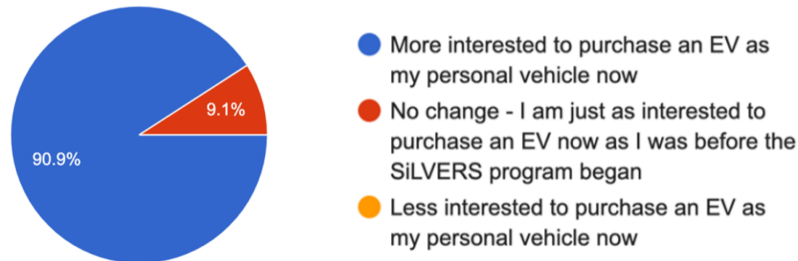 More interested to purchase an EV as
my personal vehicle now
9.1%
No change - I am just as interested to
purchase an EV now as I was before the
SiLVERS program began
90.9%
Less interested to purchase an EV as
my personal vehicle now